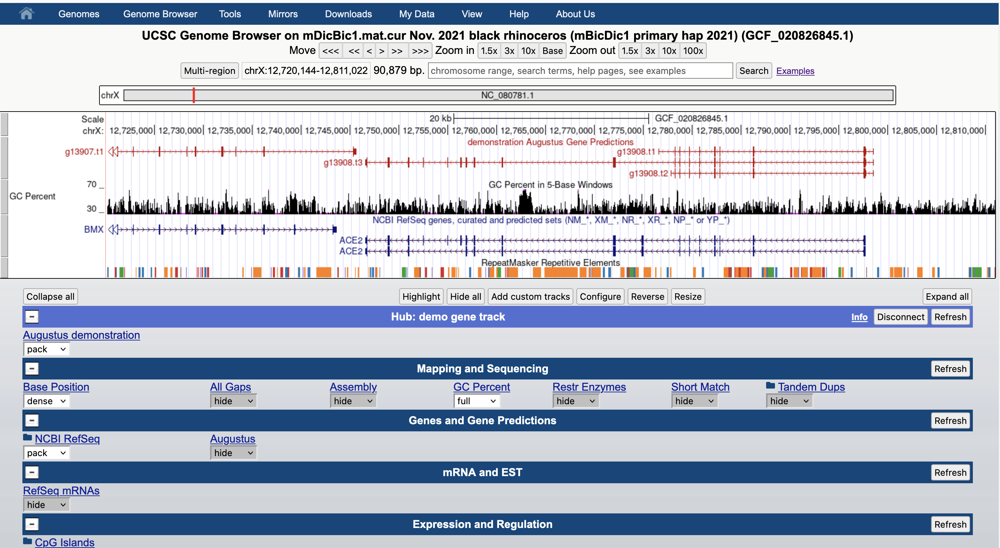 Genomes Genome Browser Tools Mirrors Downloads My Data View Help About Us
UCSC Genome Browser on mDicBic1.mat.cur Nov. 2021 black rhinoceros (mBicDic1 primary hap 2021) (GCF_020826845.1)
Move <<< << < > >> >>> Zoom in 1.5x 3x 10x Base Zoom out 1.5x 3x 10x 100x
Multi-region chrX:12,720,144-12,811,022 90,879 bp. chromosome range, search terms, help pages, see examples Search Examples
chrX NC_080781.1
Scale 20 kb GCF_020826845.1
chrX: 12,725,000| 12,730,000| 12,735,000| 12,740,000| 12,745,000| 12,750,000| 12,755,000| 12,760,000| 12,765,000| 12,770,000| 12,775,000| 12,780,000| 12,785,000| 12,790,000| 12,795,000| 12,800,000| 12,805,000| 12,810,000|
demonstration Augustus Gene Predictions
g13907.t1 g13908.t1
g13908.t3
g13908.t2
70 _ GC Percent in 5-Base Windows
GC Percent
30 _
NCBI RefSeq genes, curated and predicted sets (NM_*, XM_*, NR_*, XR_*, NP_* or YP_*)
BMX
ACE2
ACE2
RepeatMasker Repetitive Elements
Collapse all Highlight Hide all Add custom tracks Configure Reverse Resize Expand all
- Hub: demo gene track Info Disconnect Refresh
Augustus demonstration
pack
- Mapping and Sequencing Refresh
Base Position All Gaps Assembly GC Percent Restr Enzymes Short Match Tandem Dups
dense hide hide full hide hide hide
- Genes and Gene Predictions Refresh
NCBI RefSeq Augustus
pack hide
- mRNA and EST Refresh
RefSeq mRNAs
hide
- Expression and Regulation Refresh
CpG Islands